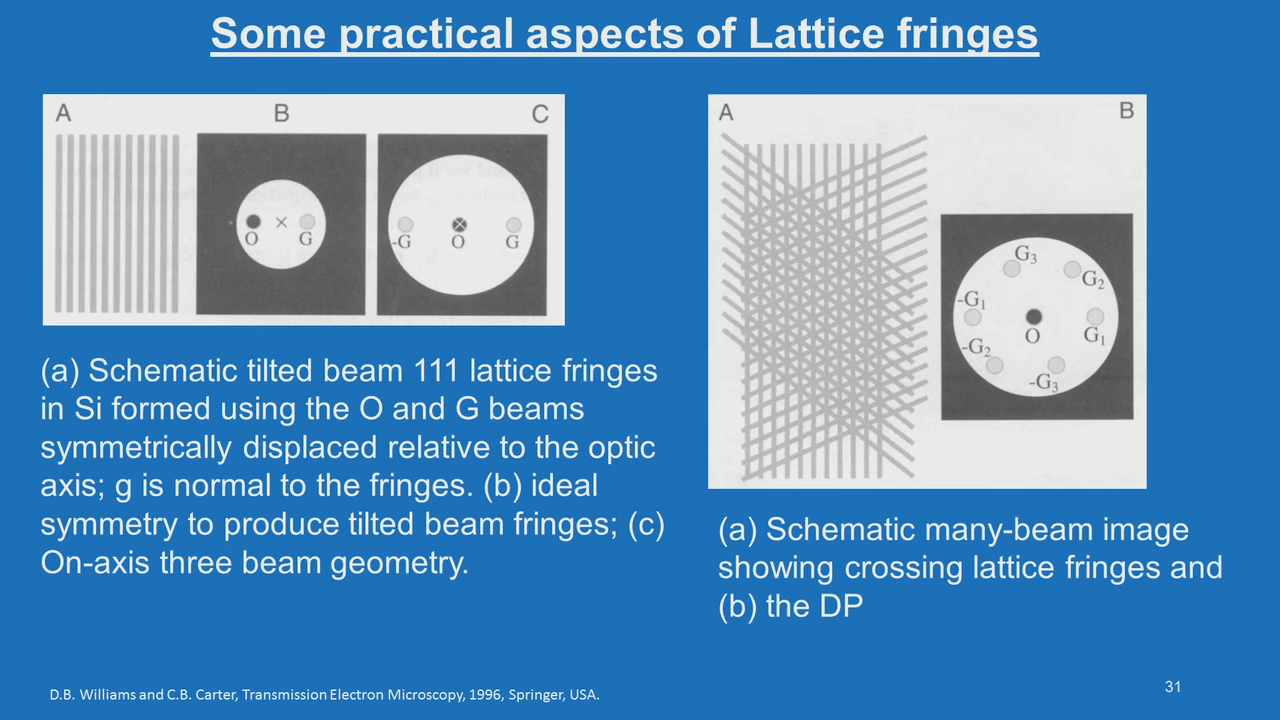 Some practical aspects of Lattice fringes
A B C
O G
-G O G
(a) Schematic tilted beam 111 lattice fringes
in Si formed using the O and G beams
symmetrically displaced relative to the optic
axis; g is normal to the fringes. (b) ideal
symmetry to produce tilted beam fringes; (c)
On-axis three beam geometry.
A B
G₃
G₂
-G₁
O G₁
-G₂
-G₃
(a) Schematic many-beam image
showing crossing lattice fringes and
(b) the DP
D.B. Williams and C.B. Carter, Transmission Electron Microscopy, 1996, Springer, USA.
31